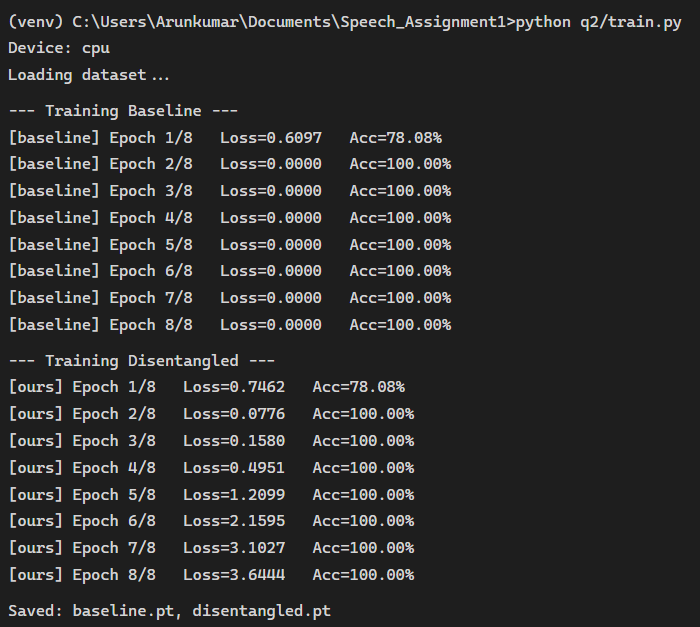 (venv) C:\Users\Arunkumar\Documents\Speech_Assignment1>python q2/train.py
Device: cpu
Loading dataset...
--- Training Baseline ---
[baseline] Epoch 1/8   Loss=0.6097   Acc=78.08%
[baseline] Epoch 2/8   Loss=0.0000   Acc=100.00%
[baseline] Epoch 3/8   Loss=0.0000   Acc=100.00%
[baseline] Epoch 4/8   Loss=0.0000   Acc=100.00%
[baseline] Epoch 5/8   Loss=0.0000   Acc=100.00%
[baseline] Epoch 6/8   Loss=0.0000   Acc=100.00%
[baseline] Epoch 7/8   Loss=0.0000   Acc=100.00%
[baseline] Epoch 8/8   Loss=0.0000   Acc=100.00%
--- Training Disentangled ---
[ours] Epoch 1/8   Loss=0.7462   Acc=78.08%
[ours] Epoch 2/8   Loss=0.0776   Acc=100.00%
[ours] Epoch 3/8   Loss=0.1580   Acc=100.00%
[ours] Epoch 4/8   Loss=0.4951   Acc=100.00%
[ours] Epoch 5/8   Loss=1.2099   Acc=100.00%
[ours] Epoch 6/8   Loss=2.1595   Acc=100.00%
[ours] Epoch 7/8   Loss=3.1027   Acc=100.00%
[ours] Epoch 8/8   Loss=3.6444   Acc=100.00%
Saved: baseline.pt, disentangled.pt